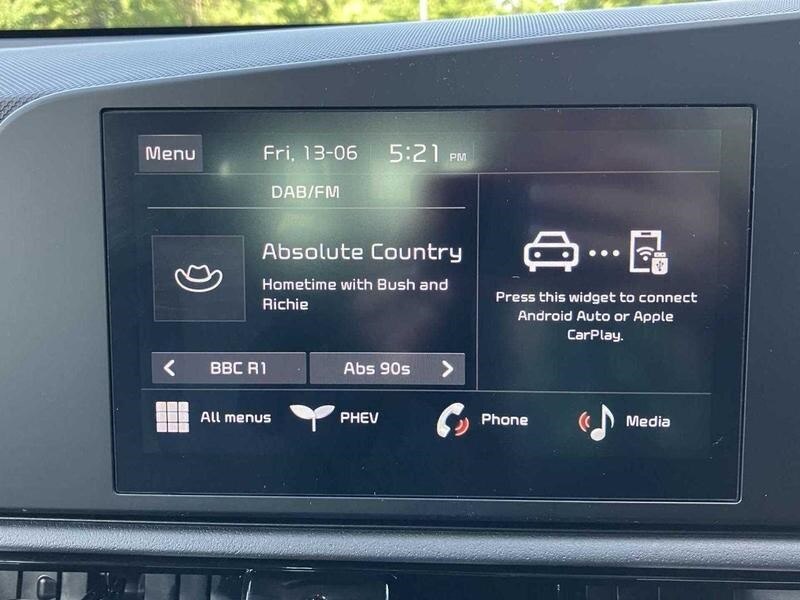 Menu
Fri, 13-06
5:21 PM
DAB/FM
Absolute Country
Hometime with Bush and
Richie
BBC R1
Abs 90s
Press this widget to connect
Android Auto or Apple
CarPlay.
All menus
PHEV
Phone
Media